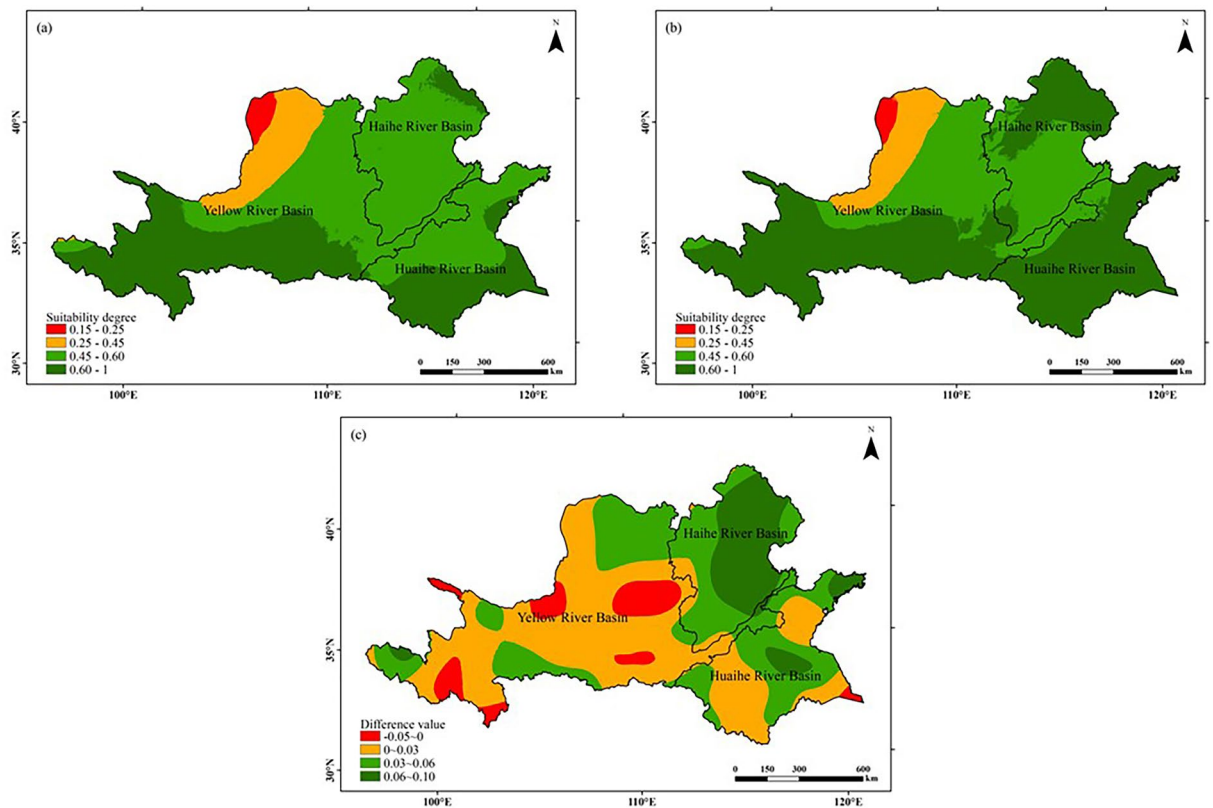 (a)
N
40°N
35°N
30°N
Haihe River Basin
Yellow River Basin
Huaihe River Basin
Suitability degree
0.15 - 0.25
0.25 - 0.45
0.45 - 0.60
0.60 - 1
0 150 300 600
km
100°E 110°E 120°E
(b)
N
40°N
35°N
30°N
Haihe River Basin
Yellow River Basin
Huaihe River Basin
Suitability degree
0.15 - 0.25
0.25 - 0.45
0.45 - 0.60
0.60 - 1
0 150 300 600
km
100°E 110°E 120°E
(c)
N
40°N
35°N
30°N
Haihe River Basin
Yellow River Basin
Huaihe River Basin
Difference value
-0.05~0
0~0.03
0.03~0.06
0.06~0.10
0 150 300 600
km
100°E 110°E 120°E